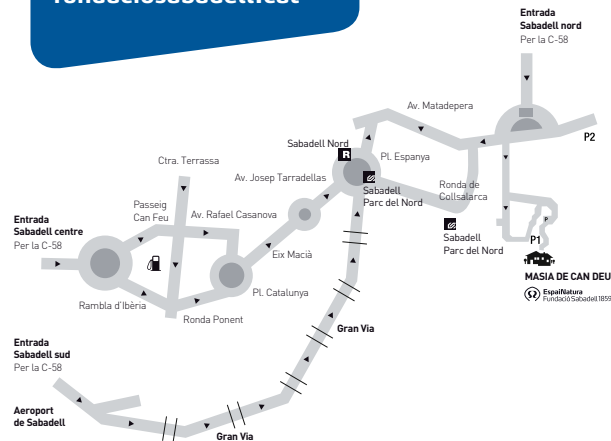 fondaciosabadell.cat
Entrada
Sabadell nord
Per la C-58
Av. Matadepera
P2
Sabadell Nord
R
Pl. Espanya
Ctra. Terrassa
Av. Josep Tarradellas
Sabadell
Parc del Nord
Ronda de
Collsalarca
Passeig
Can Feu
Av. Rafael Casanova
Entrada
Sabadell centre
Per la C-58
Sabadell
Parc del Nord
P
P1
Eix Macià
MASIA DE CAN DEU
Pl. Catalunya
EspaiNatura
Fundació Sabadell 1859
Rambla d'Ibèria
Ronda Ponent
Gran Via
Entrada
Sabadell sud
Per la C-58
Aeroport
de Sabadell
Gran Via